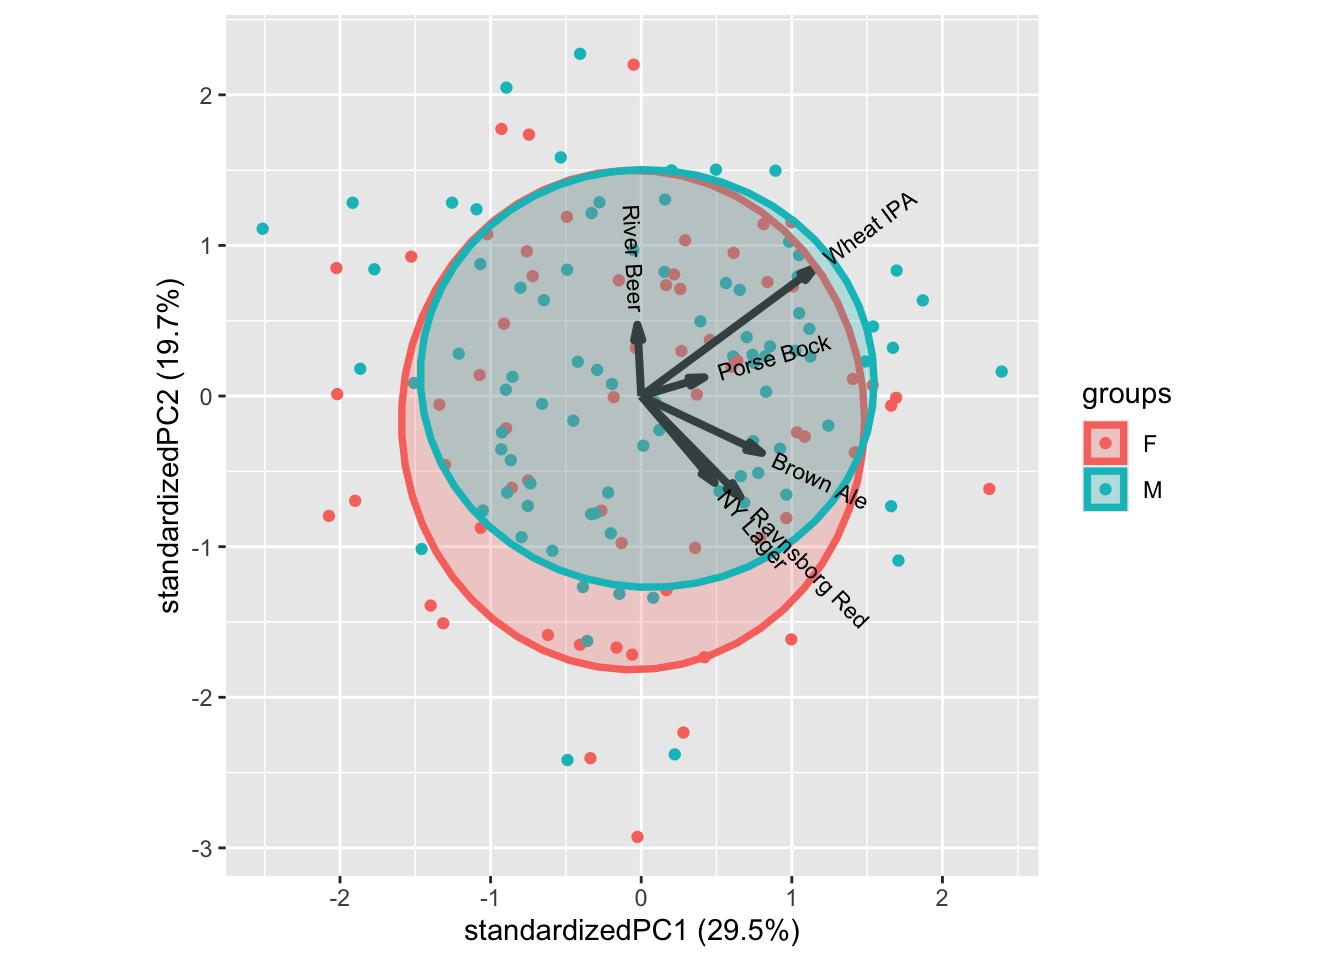 standardizedPC2 (19.7%)
2
1
0
-1
-2
-3
River Beer
Wheat IPA
Porse Bock
Brown Ale
NY Lager
Ravnsborg Red
-2
-1
0
1
2
standardizedPC1 (29.5%)
groups
F
M